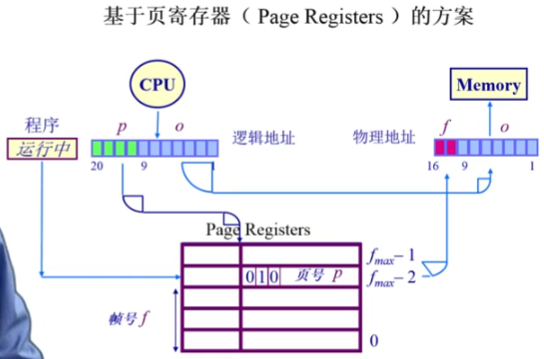 基于页寄存器（ Page Registers ）的方案
CPU
Memory
程序
运行中
p o
逻辑地址
物理地址
f o
20 9 1
16 9 1
Page Registers
f max – 1
0 1 0 页号 p
f max – 2
帧号 f
0